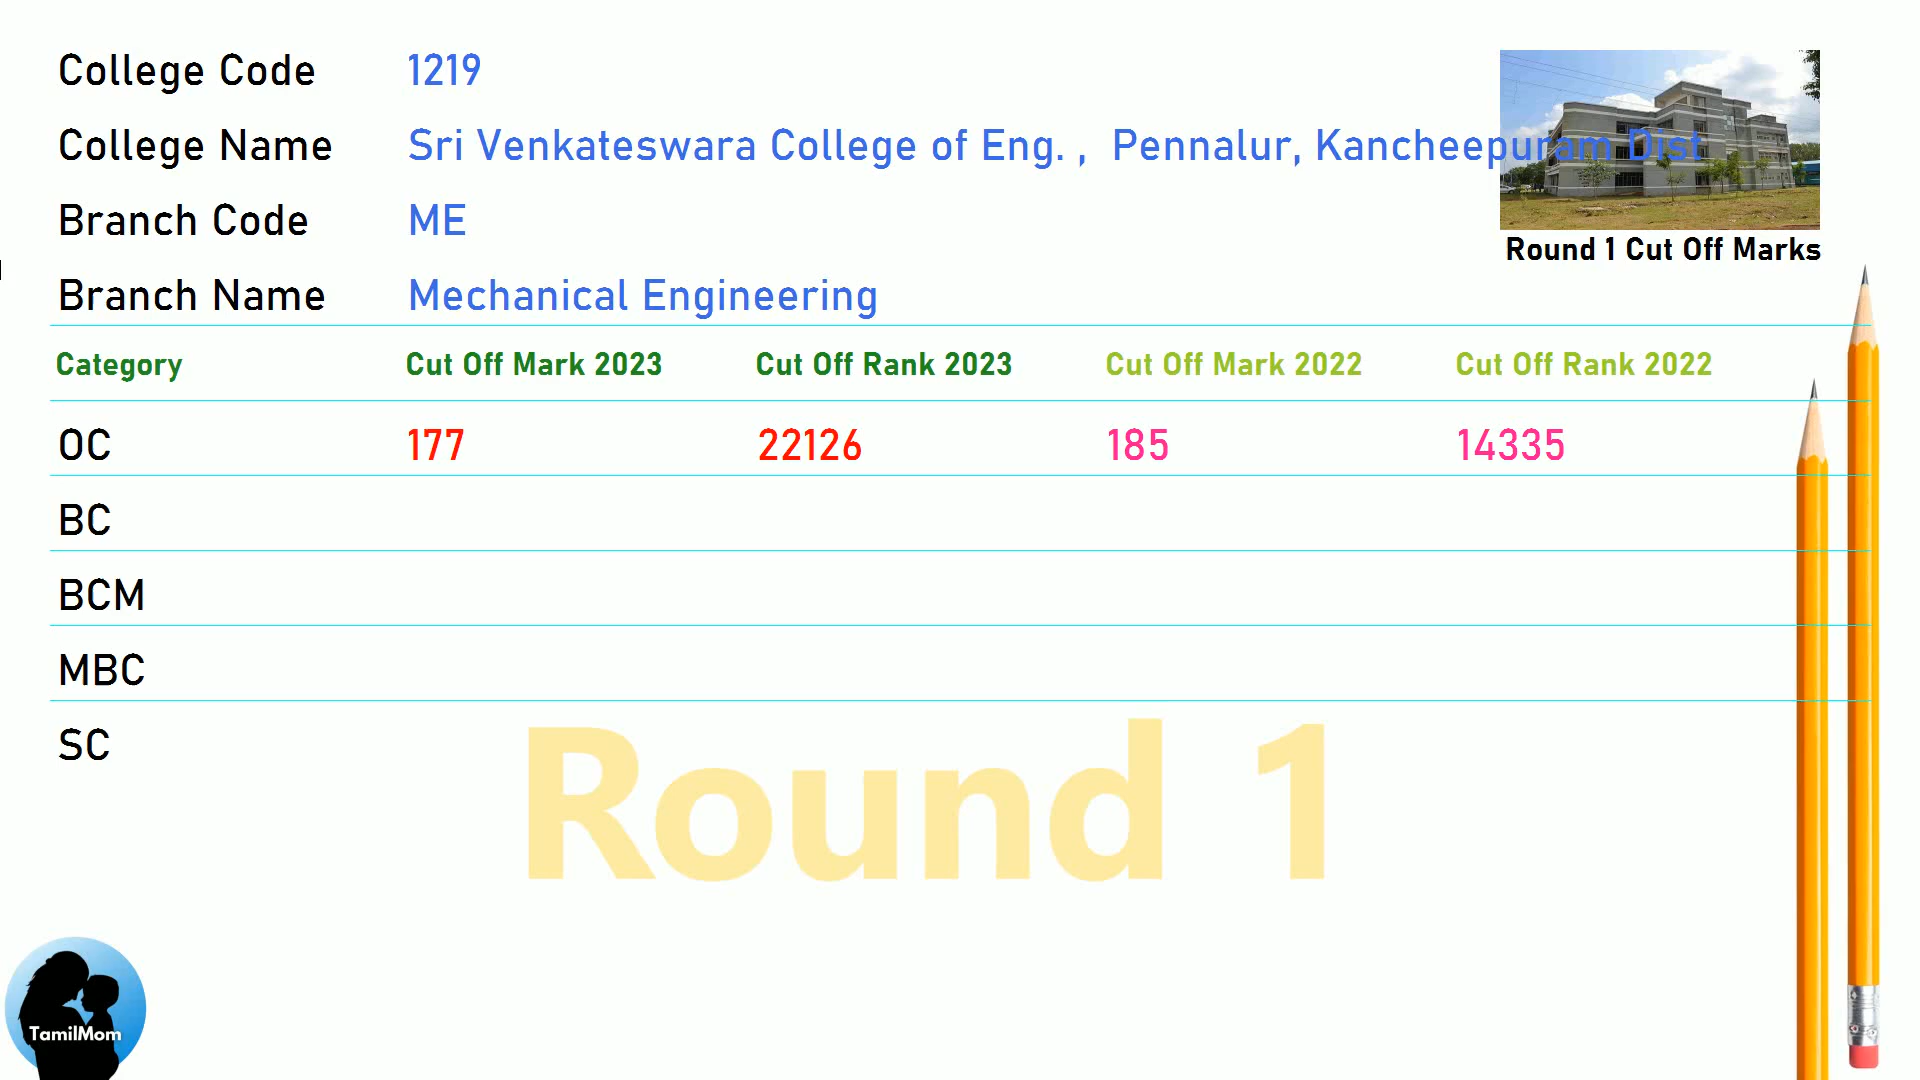 College Code 1219
College Name Sri Venkateswara College of Eng. , Pennalur, Kancheepuram Dist
Branch Code ME
Round 1 Cut Off Marks
Branch Name Mechanical Engineering
Category Cut Off Mark 2023 Cut Off Rank 2023 Cut Off Mark 2022 Cut Off Rank 2022
OC 177 22126 185 14335
BC
BCM
MBC
SC
Round 1
TamilMom